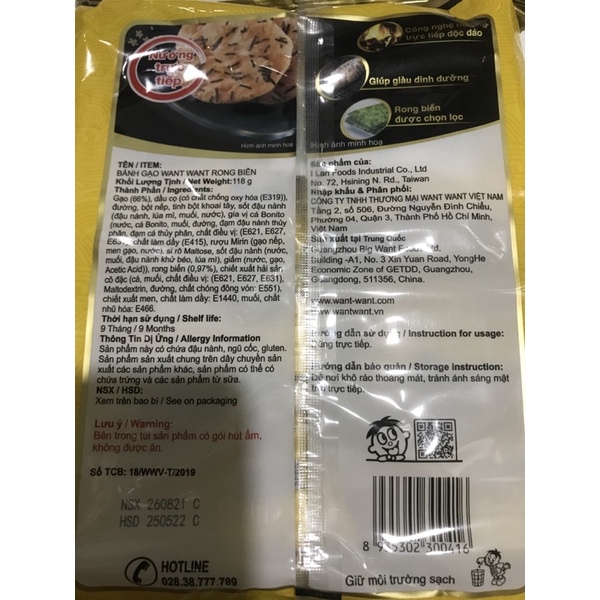 Nướng
trực
tiếp
Hình ảnh minh hoạ
TÊN / ITEM:
BÁNH GẠO WANT WANT RONG BIỂN
Khối Lượng Tịnh / Net Weight:118 g
Thành Phần / Ingredients:
Gạo (66%), dầu cọ (có chất chống oxy hóa (E319)),
đường, bột nếp, tinh bột khoai tây, sốt đậu nành
(đậu nành, lúa mì, muối, nước), gia vị cá Bonito
(nước, cá Bonito, muối, đường, đạm đậu nành thủy
phân, đạm cá thủy phân, chất điều vị: (E621, E627,
E631), chất làm dầy (E415), rượu Mirin (gạo nếp,
men gạo, nước), si rô Maltose, sốt đậu nành (nước,
muối, đậu nành khử béo, lúa mì), giấm (nước, gạo,
Acetic Acid)), rong biển (0,97%), chiết xuất hải sản
cô đặc (cá, muối, chất điều vị: (E621, E627, E631),
Maltodextrin, đường, chất chống đông vón: E551),
chiết xuất men, chất làm dầy: E1440, muối, chất
nhũ hóa: E466.
Thời hạn sử dụng / Shelf life:
9 Tháng / 9 Months
Thông Tin Dị Ứng / Allergy Information
Sản phẩm này có chứa đậu nành, ngũ cốc, gluten.
Sản phẩm sản xuất chung trên dây chuyền sản
xuất các sản phẩm khác, sản phẩm có thể có
chứa trứng và các sản phẩm từ sữa.
NSX / HSD:
Xem trên bao bì / See on packaging
Lưu ý / Warning:
Bên trong túi sản phẩm có gói hút ẩm,
không được ăn.
Số TCB: 18/WWV-T/2019
NSX 260821 C
HSD 250522 C
HOTLINE
028.38.777.789
Công nghệ nướng
trực tiếp độc đáo
Giúp giàu dinh dưỡng
Rong biển
được chọn lọc
Hình ảnh minh hoạ
Sản phẩm của:
I Lan Foods Industrial Co., Ltd
No. 72, Hsining N. Rd., Taiwan
Nhập khẩu & Phân phối:
CÔNG TY TNHH THƯƠNG MẠI WANT WANT VIỆT NAM
Tầng 2, số 506, Đường Nguyễn Đình Chiểu,
Phường 04, Quận 3, Thành Phố Hồ Chí Minh,
Việt Nam
Sản xuất tại Trung Quốc
Guangzhou Big Want Foods Ltd.
Building -A1, No. 3 Xin Yuan Road, YongHe
Economic Zone of GETDD, Guangzhou,
Guangdong, 511356, China.
www.want-want.com
www.wantwant.vn
Hướng dẫn sử dụng / Instruction for usage:
Dùng trực tiếp.
Hướng dẫn bảo quản / Storage instruction:
Để nơi khô ráo thoang mát, tránh ánh sáng mặt
trời trực tiếp.
8 935302 300416
Giữ môi trường sạch